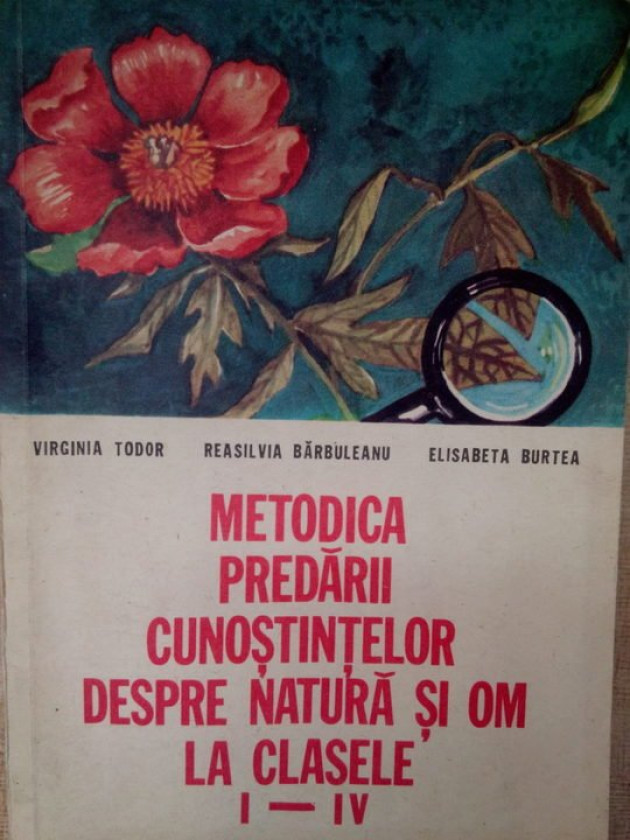 VIRGINIA TODOR REASILVIA BĂRBULEANU ELISABETA BURTEA
METODICA
PREDĂRII
CUNOȘTINȚELOR
DESPRE NATURĂ ȘI OM
LA CLASELE
I — IV